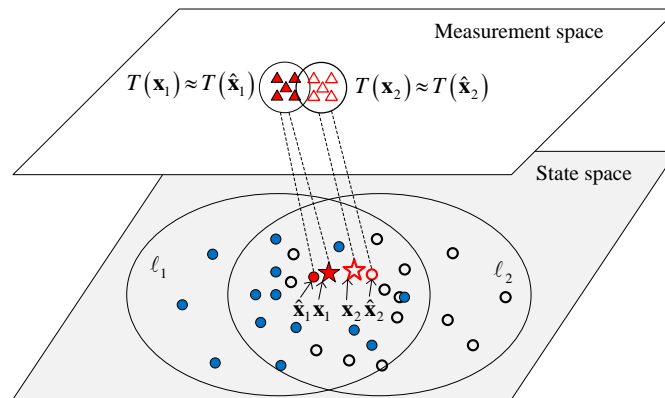 Measurement space
T(𝐱₁)≈T(𝐱̂₁)
T(𝐱₂)≈T(𝐱̂₂)
State space
ℓ₁
ℓ₂
𝐱̂₁ 𝐱₁ 𝐱₂ 𝐱̂₂